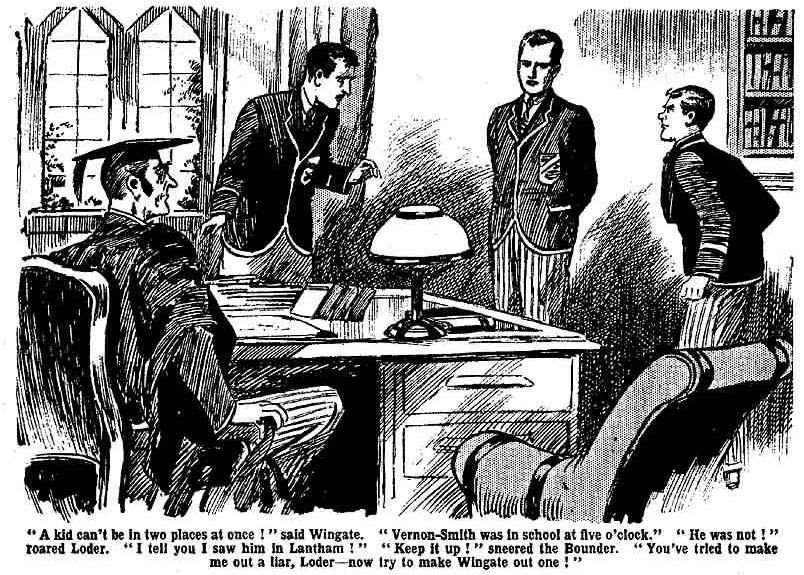 “ A kid can't be in two places at once ! ” said Wingate. “ Vernon-Smith was in school at five o'clock.” “ He was not ! ”
roared Loder. “ I tell you I saw him in Lantham ! ” “ Keep it up ! ” sneered the Bounder. “ You've tried to make
me out a liar, Loder—now try to make Wingate out one ! ”